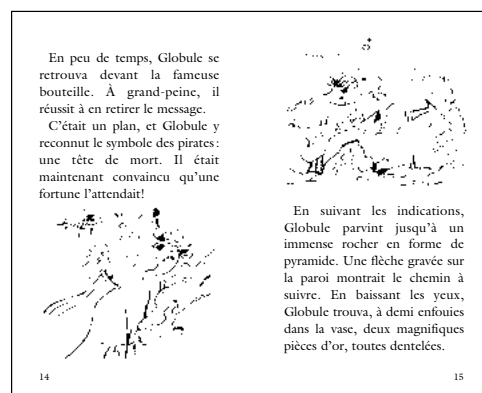 En peu de temps, Globule se
retrouva devant la fameuse
bouteille. À grand-peine, il
réussit à en retirer le message.
C’était un plan, et Globule y
reconnut le symbole des pirates :
une tête de mort. Il était
maintenant convaincu qu’une
fortune l’attendait!
14
En suivant les indications,
Globule parvint jusqu’à un
immense rocher en forme de
pyramide. Une flèche gravée sur
la paroi montrait le chemin à
suivre. En baissant les yeux,
Globule trouva, à demi enfouies
dans la vase, deux magnifiques
pièces d’or, toutes dentelées.
15